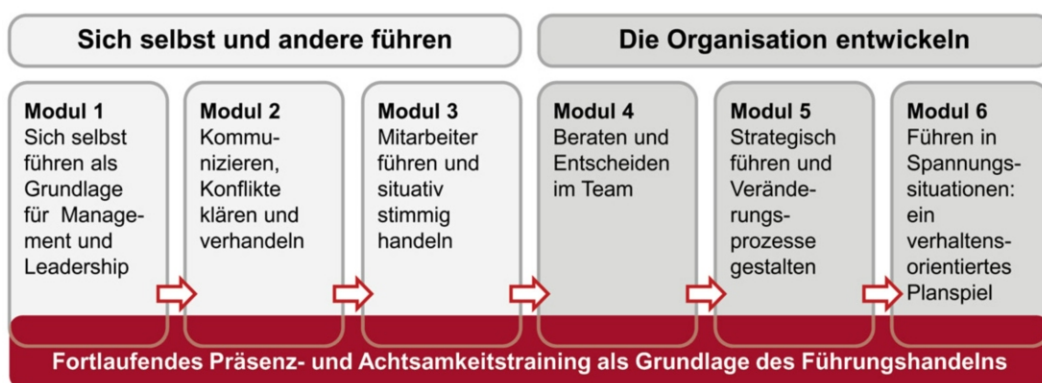 Sich selbst und andere führen
Die Organisation entwickeln
Modul 1
Sich selbst
führen als
Grundlage
für Manage-
ment und
Leadership
Modul 2
Kommu-
nizieren,
Konflikte
klären und
verhandeln
Modul 3
Mitarbeiter
führen und
situativ
stimmig
handeln
Modul 4
Beraten und
Entscheiden
im Team
Modul 5
Strategisch
führen und
Verände-
rungs-
prozesse
gestalten
Modul 6
Führen in
Spannungs-
situationen:
ein
verhaltens-
orientiertes
Planspiel
Fortlaufendes Präsenz- und Achtsamkeitstraining als Grundlage des Führungshandelns